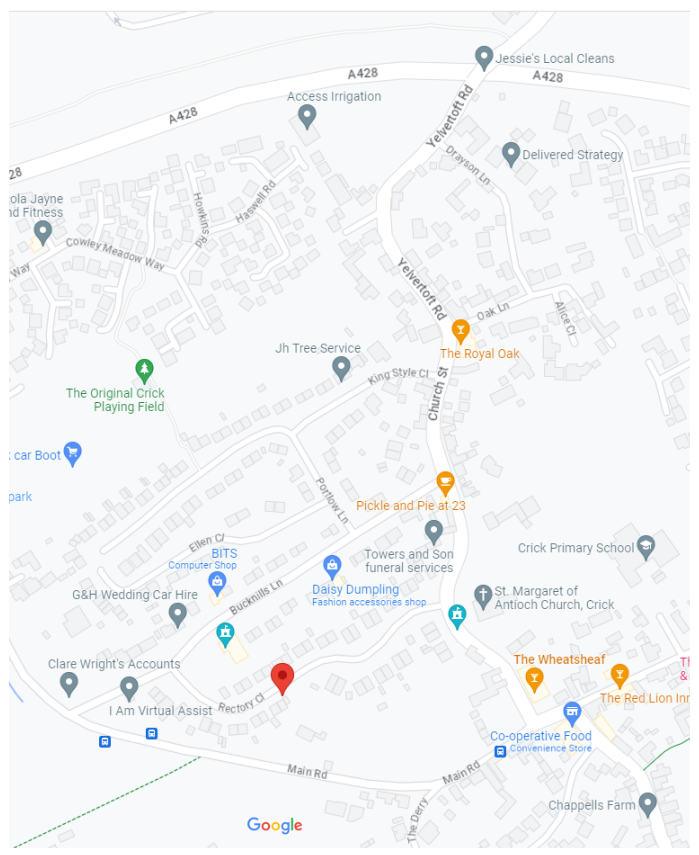 Jessie's Local Cleans
A428
A428
Access Irrigation
A428
Yelvertoft Rd
Drayson Ln
Delivered Strategy
28
Haswell Rd
Howkins Rd
ola Jayne
nd Fitness
Cowley Meadow Way
Way
Yelvertoft Rd
Oak Ln
Alice Cl
The Royal Oak
Jh Tree Service
King Style Cl
The Original Crick
Playing Field
Church St
car Boot
park
Portlow Ln
Pickle and Pie at 23
Ellen Cl
Towers and Son
funeral services
Crick Primary School
BITS
Computer Shop
Daisy Dumpling
Fashion accessories shop
Bucknills Ln
G&H Wedding Car Hire
St. Margaret of
Antioch Church, Crick
Clare Wright's Accounts
The Wheatsheaf
Th
&
The Red Lion Inn
I Am Virtual Assist
Rectory Cl
Co-operative Food
Convenience Store
Main Rd
Main Rd
The Derry
Chappells Farm
Google